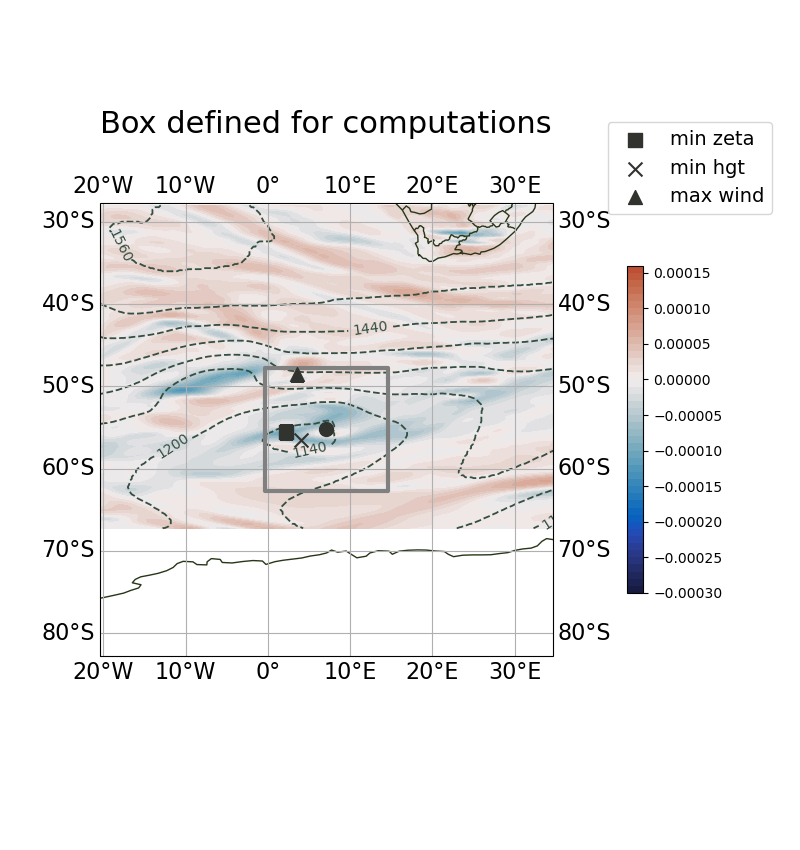 Box defined for computations
min zeta
min hgt
max wind
20°W 10°W 0° 10°E 20°E 30°E
30°S 30°S
40°S 40°S
50°S 50°S
60°S
70°S 70°S
80°S 80°S
60°S
20°W 10°W 0° 10°E 20°E 30°E
1560
1440
1200
1140
0.00015
0.00010
0.00005
0.00000
−0.00005
−0.00010
−0.00015
−0.00020
−0.00025
−0.00030